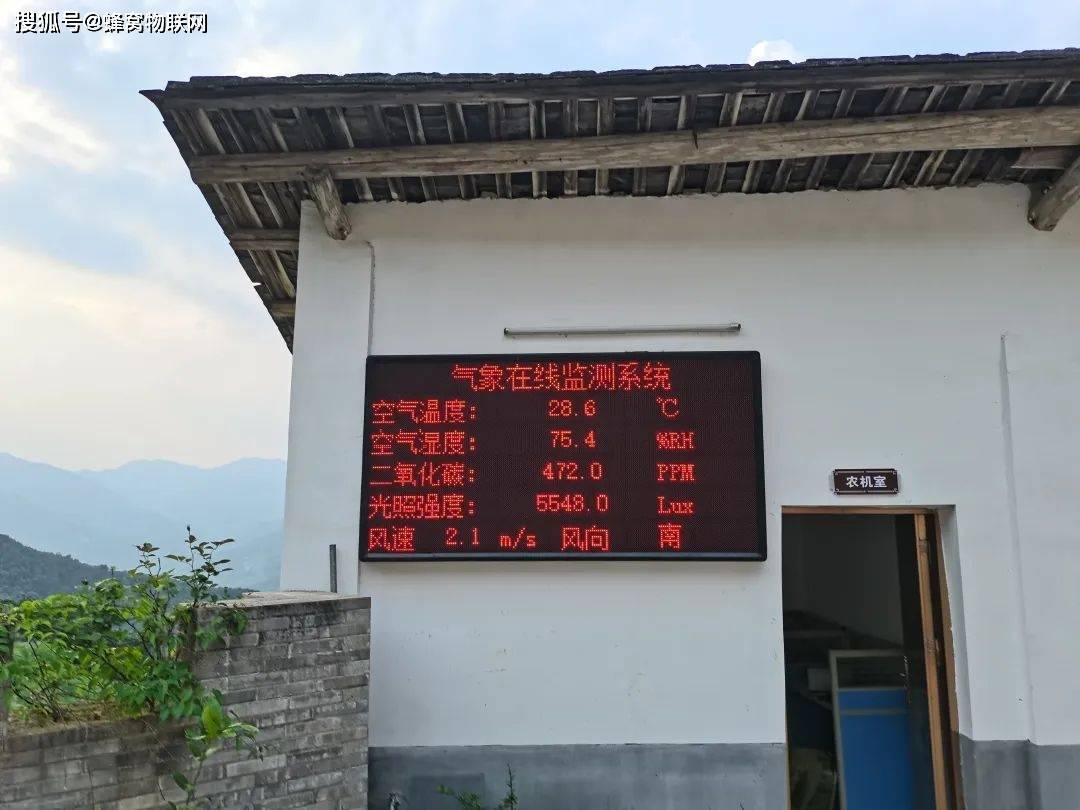 搜狐号@蜂窝物联网
气象在线监测系统
空气温度: 28.6 ℃
空气湿度: 75.4 %RH
二氧化碳: 472.0 PPM
光照强度: 5548.0 Lux
风速 2.1 m/s 风向 南
农机室